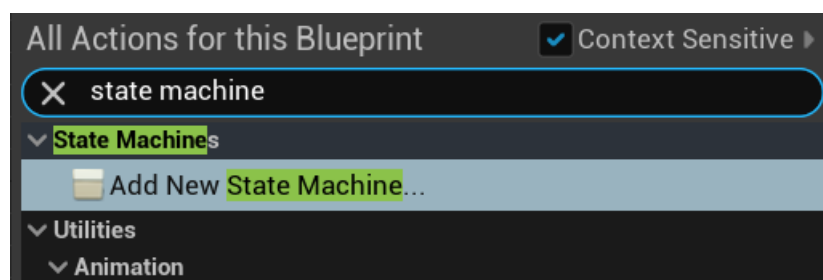 All Actions for this Blueprint Context Sensitive
state machine
State Machines
Add New State Machine...
Utilities
Animation